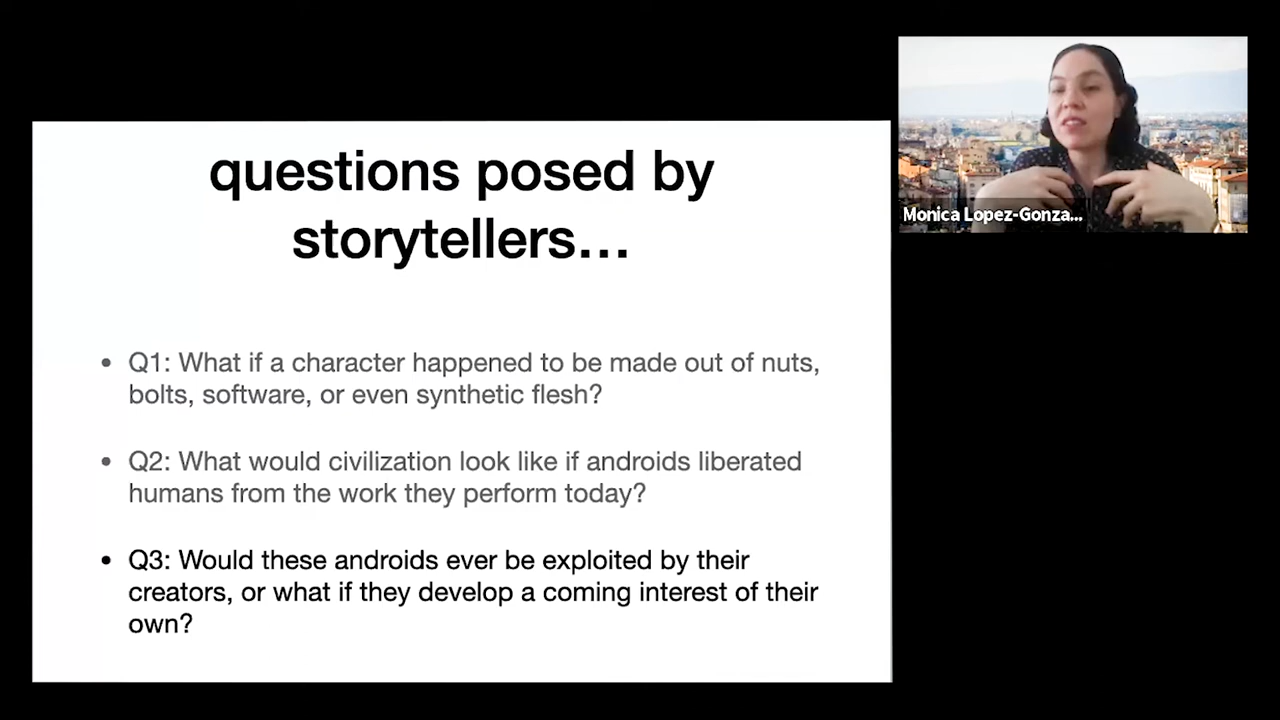 questions posed by
storytellers…
• Q1: What if a character happened to be made out of nuts,
bolts, software, or even synthetic flesh?
• Q2: What would civilization look like if androids liberated
humans from the work they perform today?
• Q3: Would these androids ever be exploited by their
creators, or what if they develop a coming interest of their
own?
Monica Lopez-Gonza...